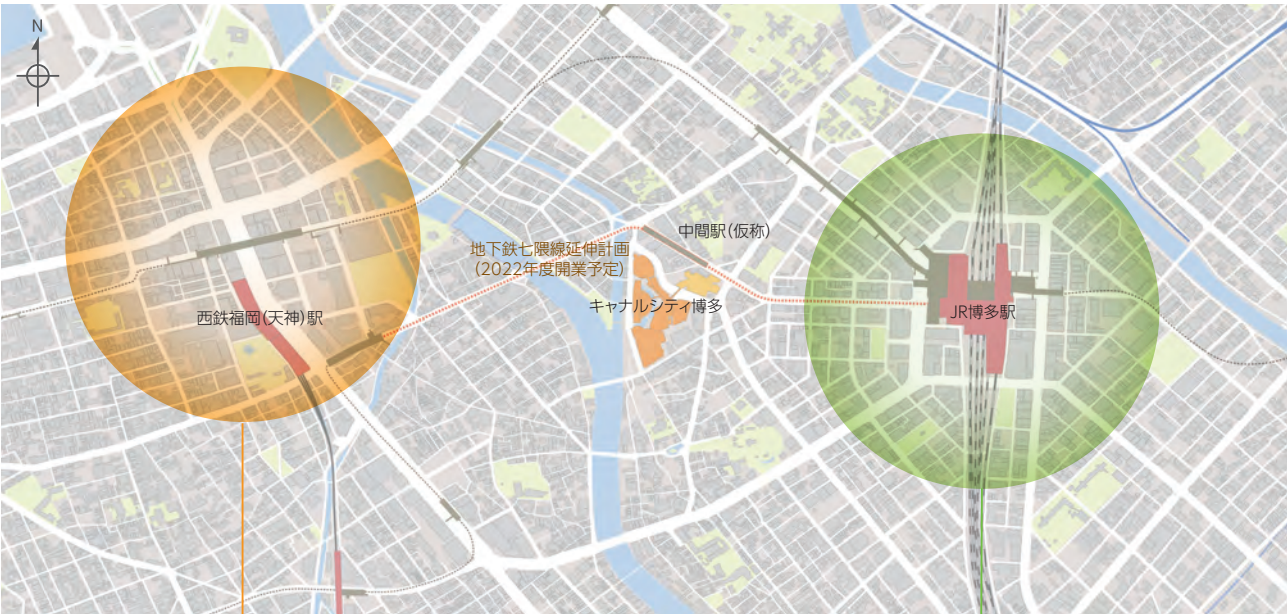 N
中間駅(仮称)
地下鉄七隈線延伸計画
(2022年度開業予定)
キャナルシティ博多
西鉄福岡(天神)駅
JR博多駅